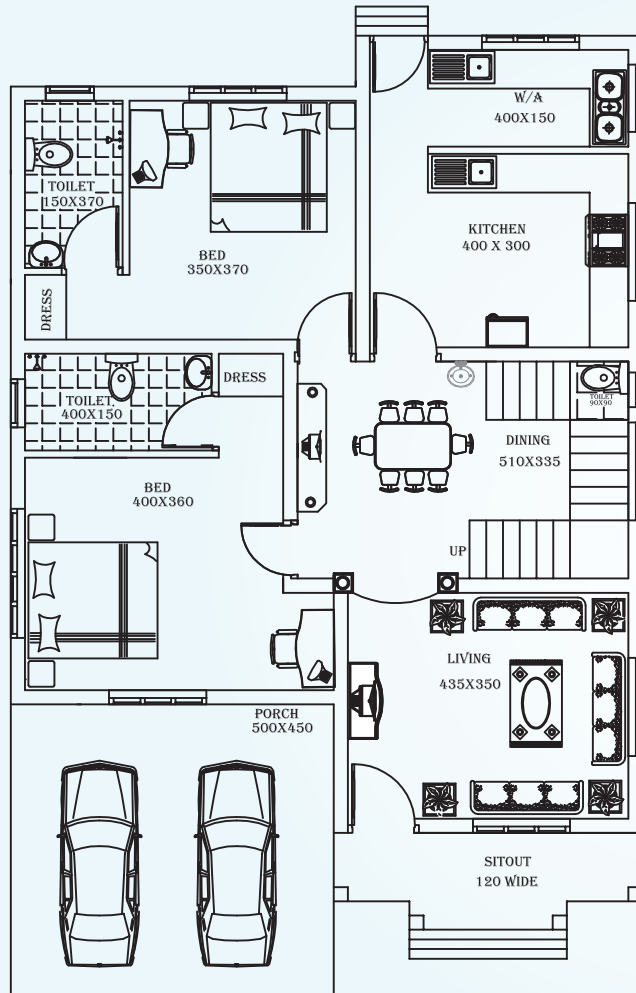 W/A
400X150
TOILET
150X370
KITCHEN
400 X 300
BED
350X370
DRESS
DRESS
TOILET.
400X150
TOILET
90X90
DINING
510X335
BED
400X360
UP
LIVING
435X350
PORCH
500X450
SITOUT
120 WIDE